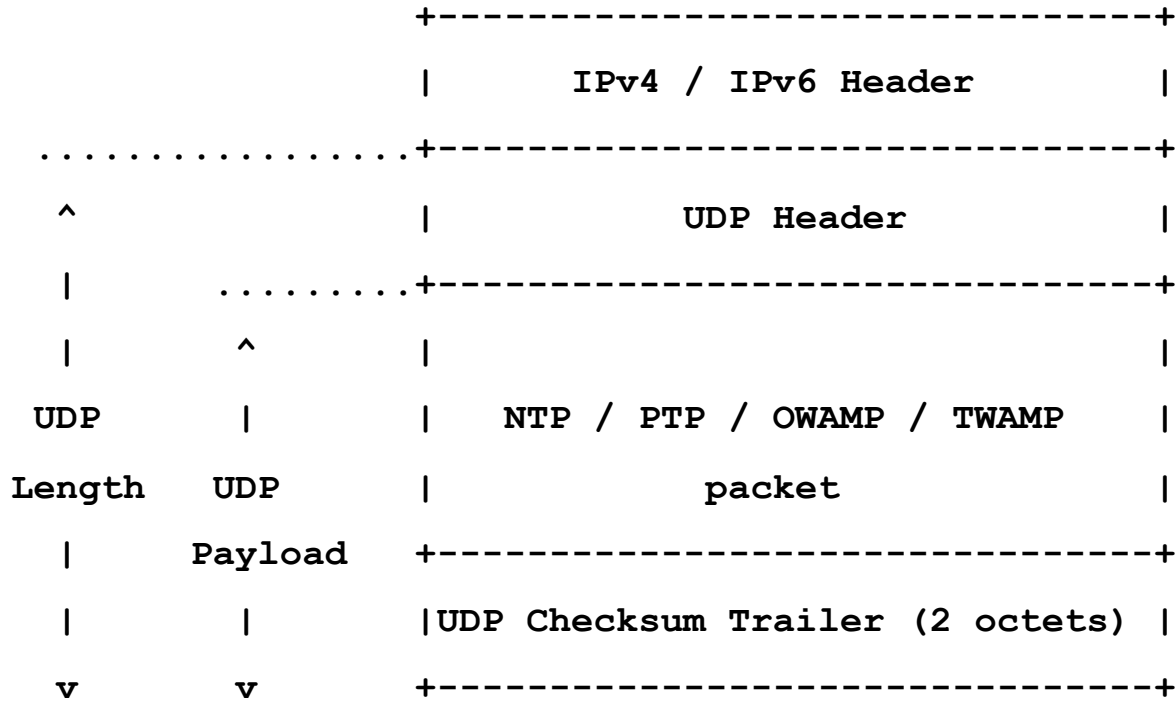 +--------------------------------+
                  |      IPv4 / IPv6 Header        |
 .................+--------------------------------+
  ^               |           UDP Header           |
  |      .........+--------------------------------+
  |       ^       |                                |
 UDP      |       |   NTP / PTP / OWAMP / TWAMP    |
Length   UDP      |            packet              |
  |     Payload   +--------------------------------+
  |       |       |UDP Checksum Trailer (2 octets) |
  v       v       +--------------------------------+